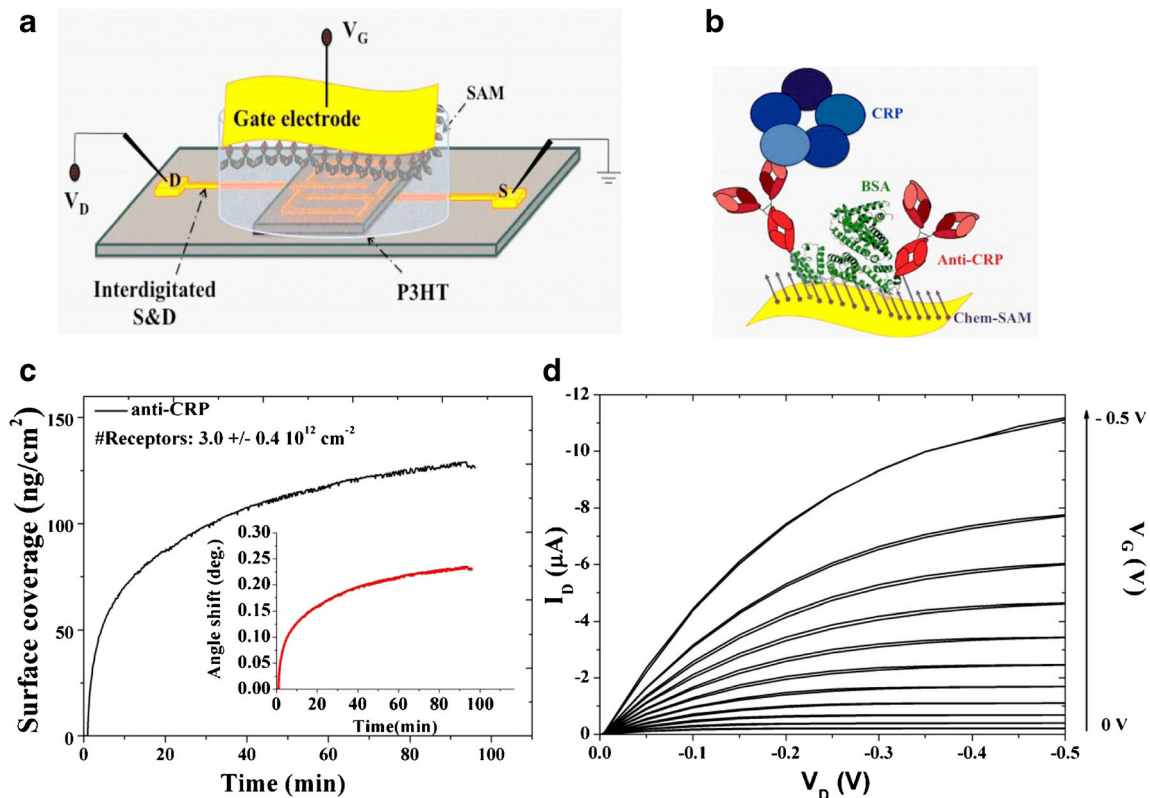 a
V_G
Gate electrode
SAM
D
S
V_D
Interdigitated
S&D
P3HT
b
CRP
BSA
Anti-CRP
Chem-SAM
c
Surface coverage (ng/cm²)
150
100
50
0
anti-CRP
#Receptors: 3.0 +/- 0.4 10¹² cm⁻²
Angle shift (deg.)
0.30
0.25
0.20
0.15
0.10
0.05
0.00
0 20 40 60 80 100
Time(min)
0 20 40 60 80 100
Time (min)
d
I_D (μA)
-12
-10
-8
-6
-4
-2
0
- 0.5 V
V_G (V)
0 V
0.0 -0.1 -0.2 -0.3 -0.4 -0.5
V_D (V)